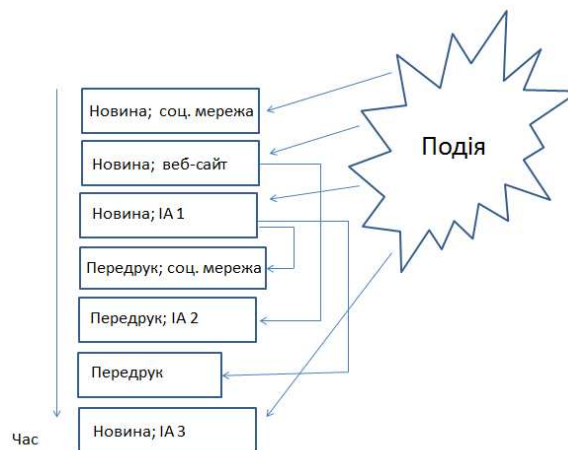 Новина; соц. мережа
Подія
Новина; веб-сайт
Новина; ІА 1
Передрук; соц. мережа
Передрук; ІА 2
Передрук
Новина; ІА 3
Час